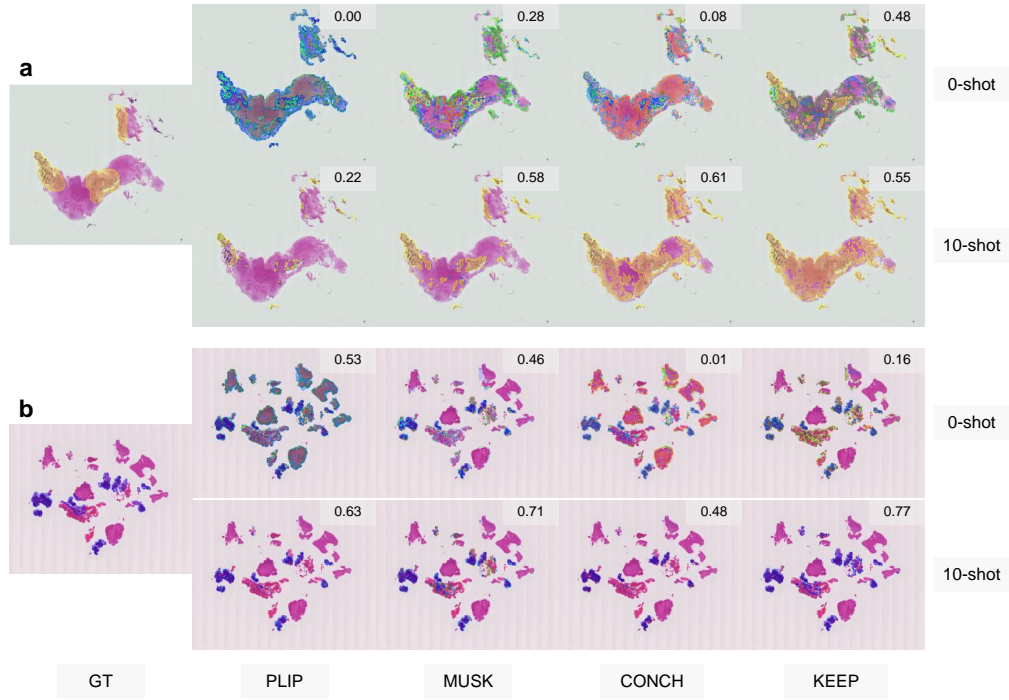 a
0.00 0.28 0.08 0.48
0-shot
0.22 0.58 0.61 0.55
10-shot
b
0.53 0.46 0.01 0.16
0-shot
0.63 0.71 0.48 0.77
10-shot
GT PLIP MUSK CONCH KEEP